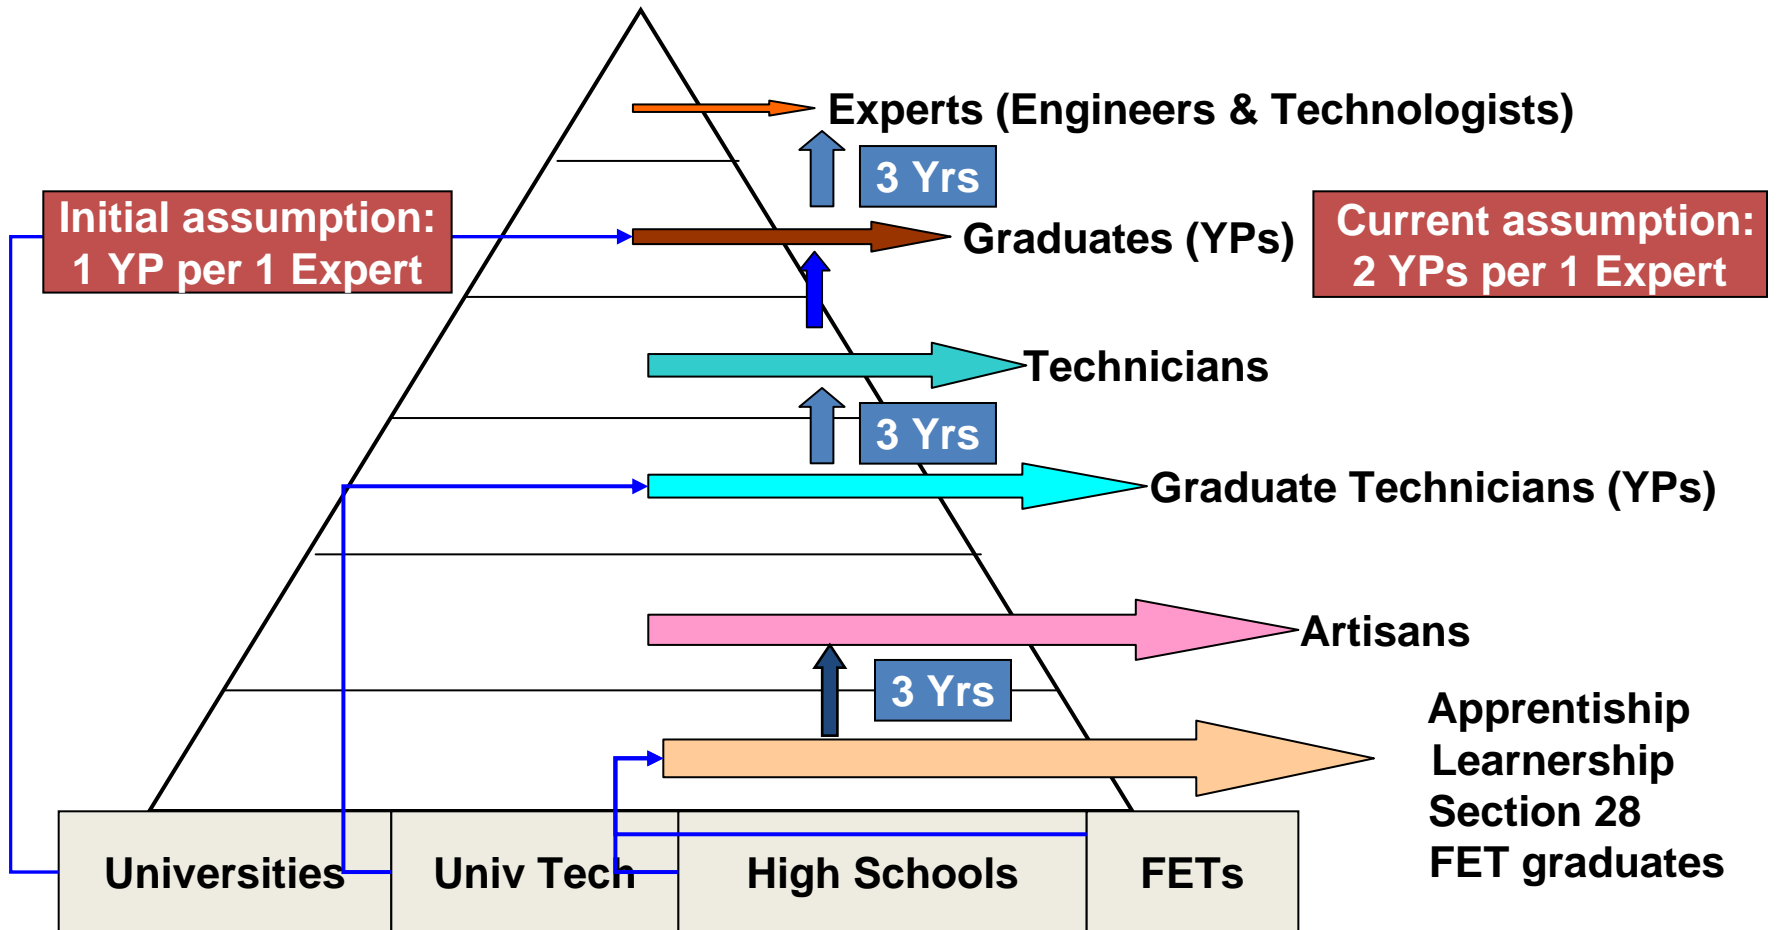 Experts (Engineers & Technologists)
3 Yrs
Initial assumption:
1 YP per 1 Expert
Graduates (YPs)
Current assumption:
2 YPs per 1 Expert
Technicians
3 Yrs
Graduate Technicians (YPs)
Artisans
3 Yrs
Apprentiship
Learnership
Section 28
FET graduates
Universities
Univ Tech
High Schools
FETs